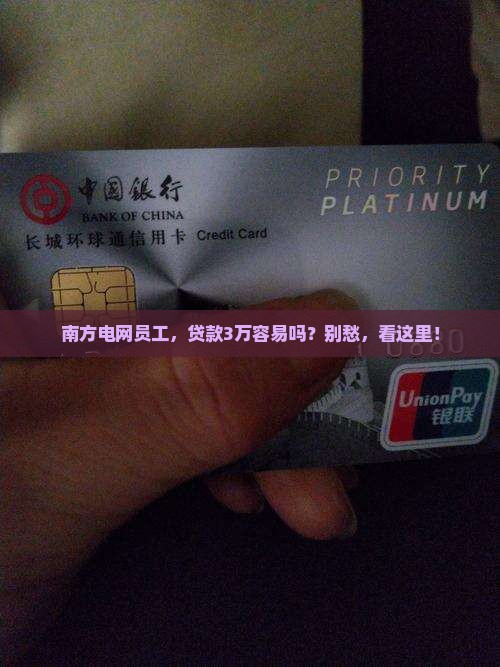 中國銀行
BANK OF CHINA
PRIORITY
PLATINUM
长城环球通信用卡 Credit Card
南方电网员工，贷款3万容易吗？别愁，看这里！
UnionPay
银联